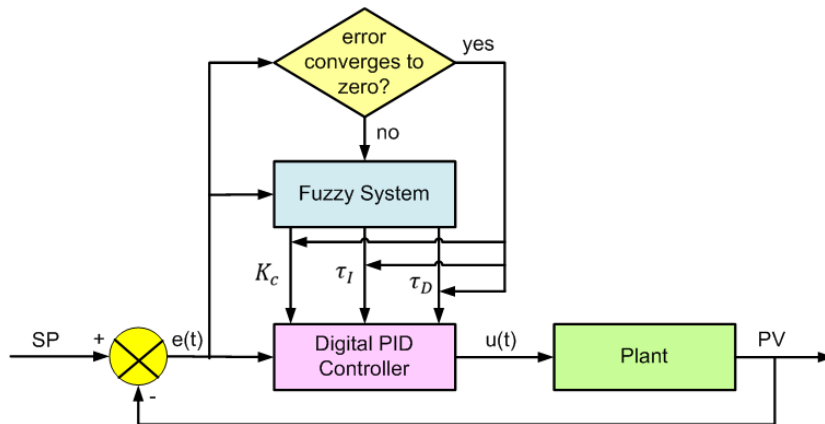 error
converges to
zero?
yes
no
Fuzzy System
K_c
τ_I
τ_D
SP
+
-
e(t)
Digital PID
Controller
u(t)
Plant
PV